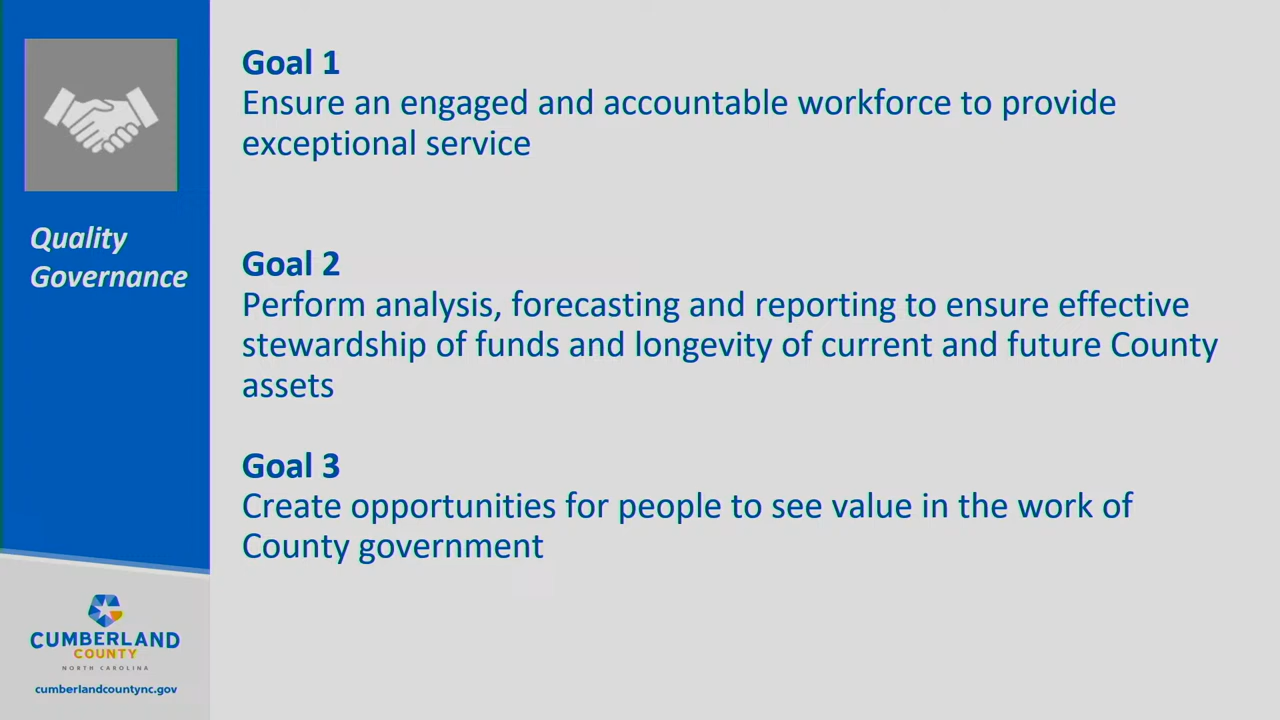 Quality
Governance
Goal 1
Ensure an engaged and accountable workforce to provide
exceptional service
Goal 2
Perform analysis, forecasting and reporting to ensure effective
stewardship of funds and longevity of current and future County
assets
Goal 3
Create opportunities for people to see value in the work of
County government
CUMBERLAND
COUNTY
NORTH CAROLINA
cumberlandcountync.gov